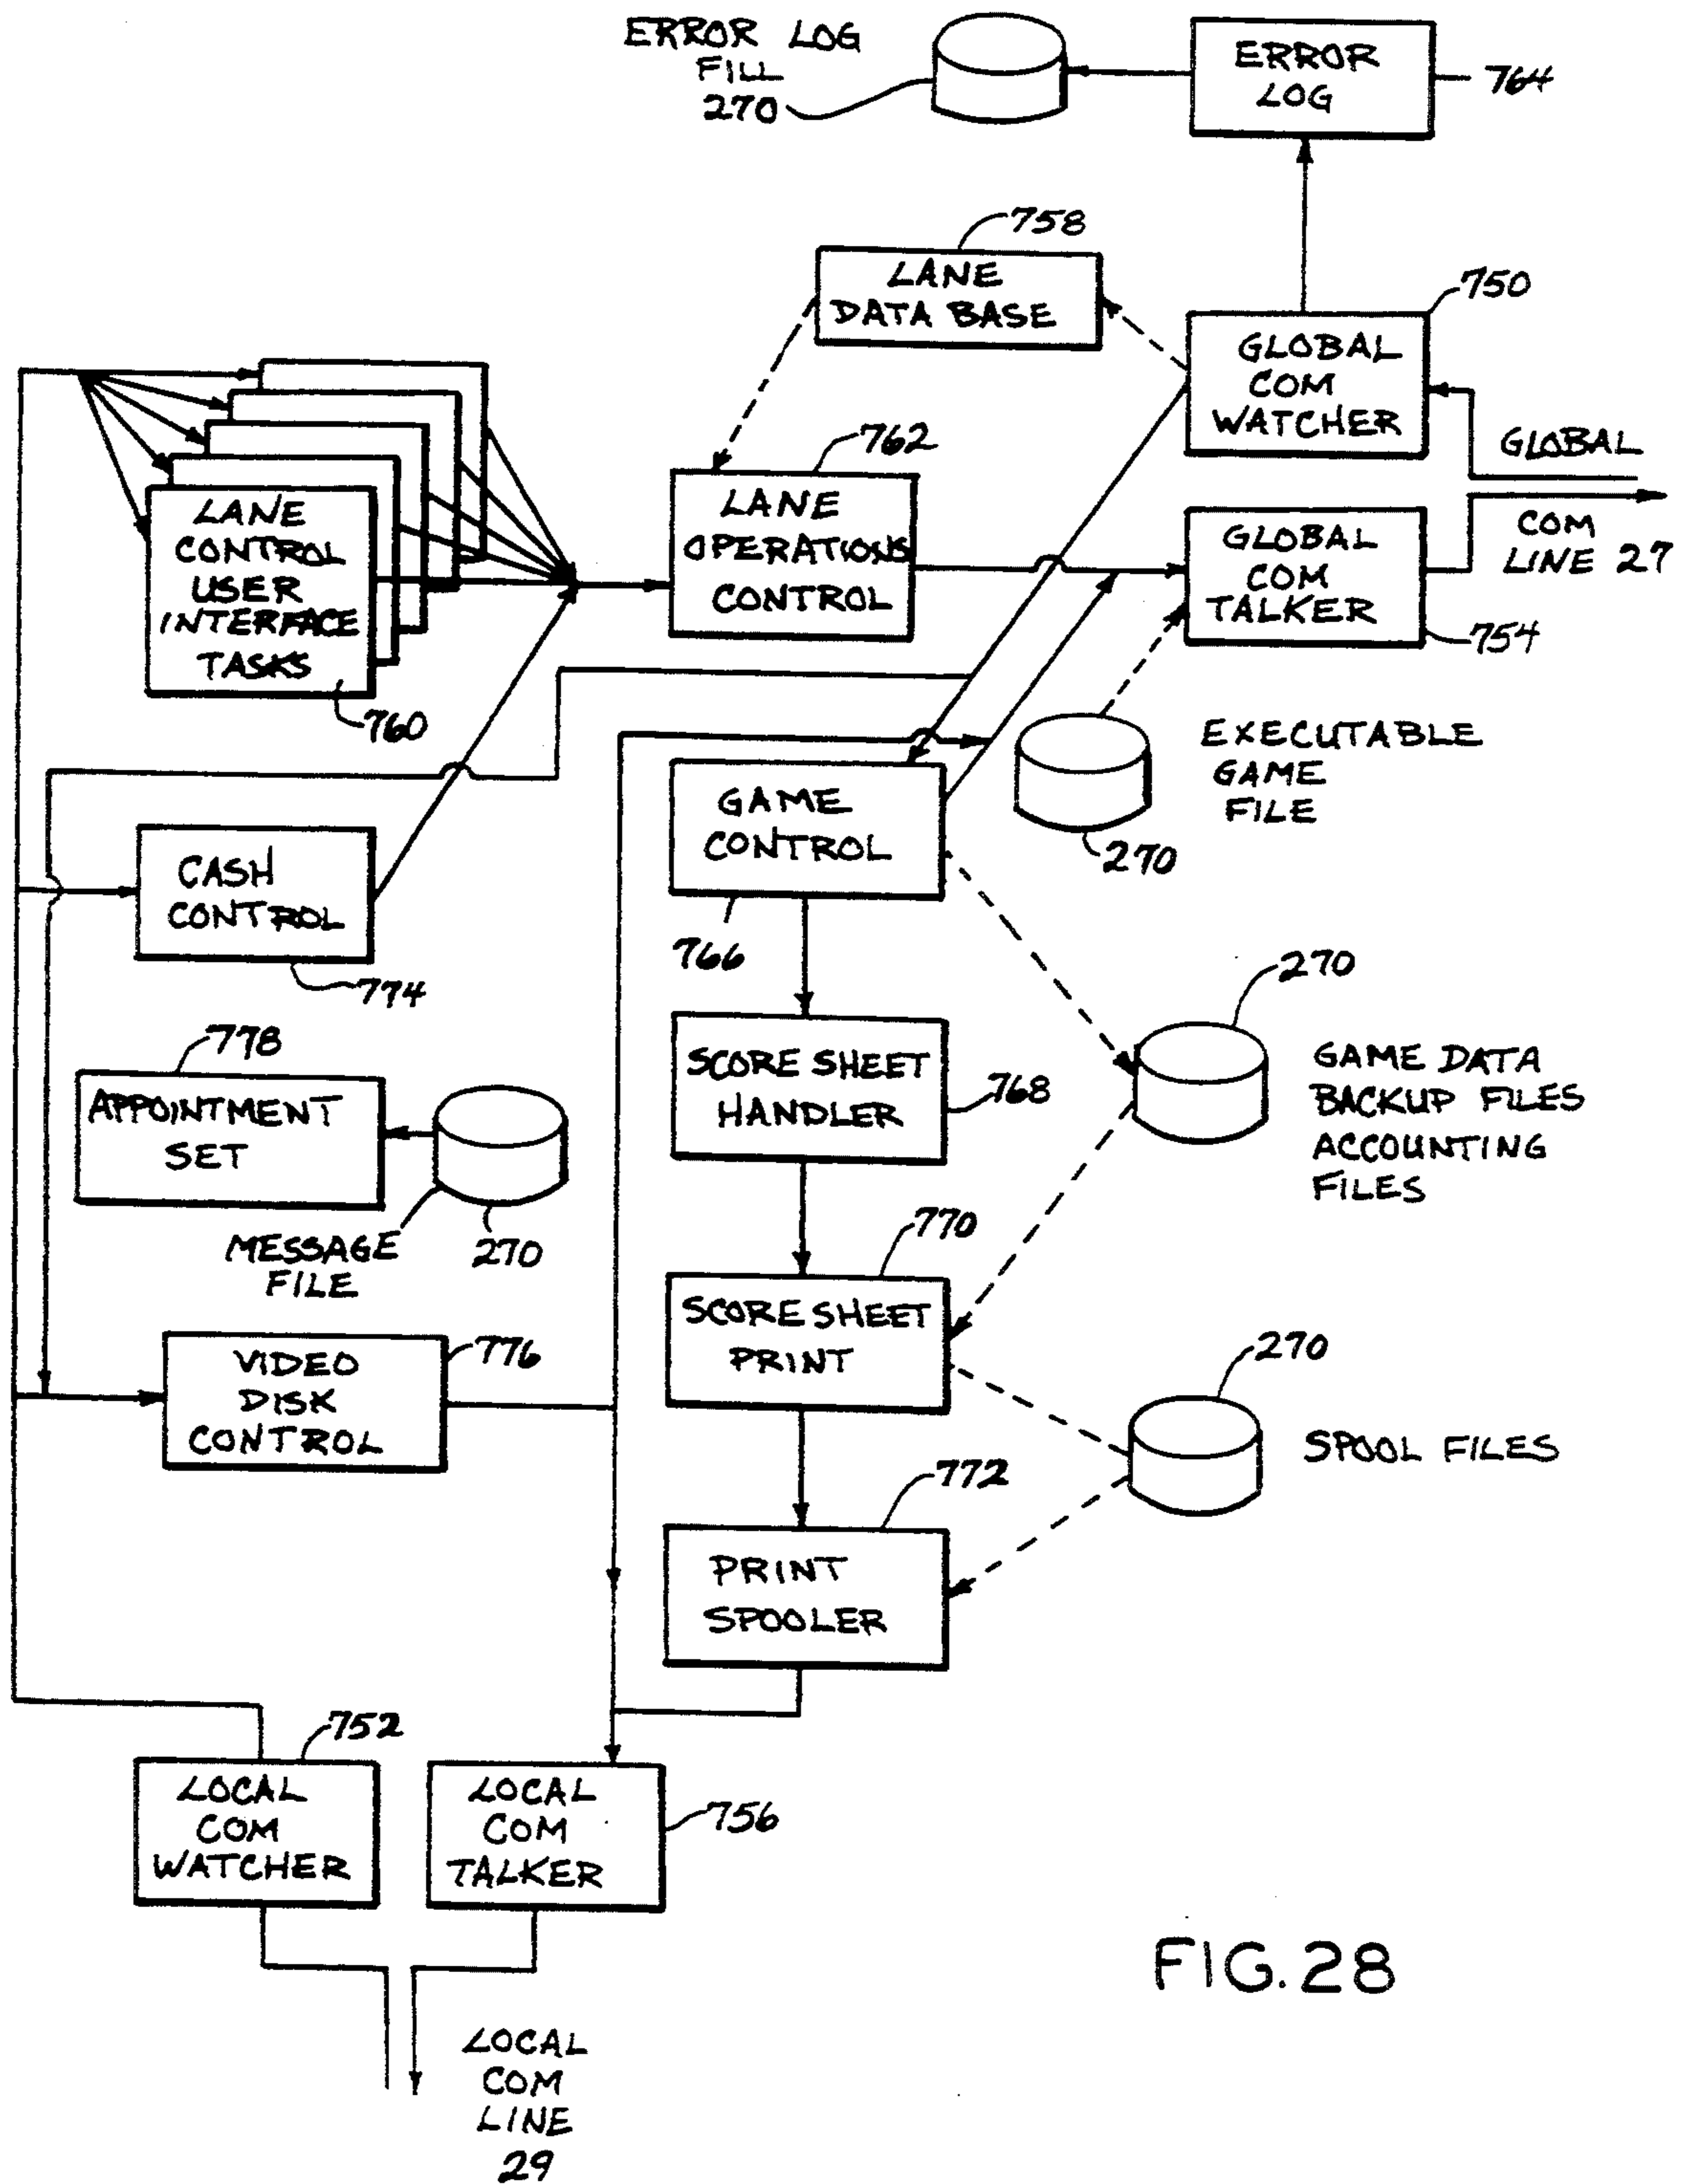 ERROR LOG
FILL
270
ERROR
LOG
764
758
LANE
DATA BASE
750
GLOBAL
COM
WATCHER
GLOBAL
COM
LINE 27
762
LANE
OPERATIONS
CONTROL
GLOBAL
COM
TALKER
754
LANE
CONTROL
USER
INTERFACE
TASKS
760
EXECUTABLE
GAME
FILE
270
GAME
CONTROL
766
CASH
CONTROL
774
270
GAME DATA
BACKUP FILES
ACCOUNTING
FILES
SCORE SHEET
HANDLER
768
778
APPOINTMENT
SET
MESSAGE
FILE
270
770
SCORE SHEET
PRINT
270
SPOOL FILES
VIDEO
DISK
CONTROL
776
772
PRINT
SPOOLER
752
LOCAL
COM
WATCHER
LOCAL
COM
TALKER
756
LOCAL
COM
LINE
29
FIG. 28